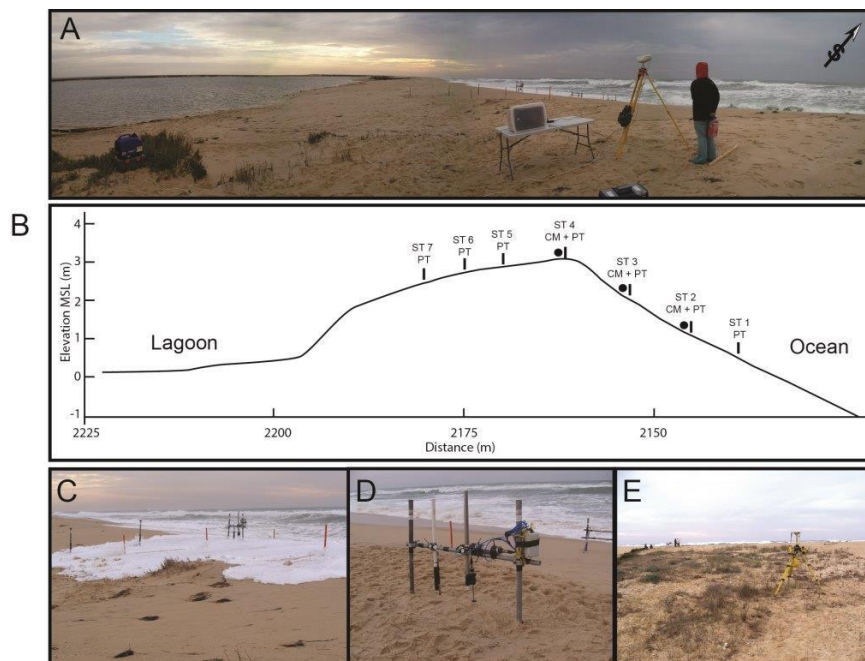 A
S
B
4
3
2
1
0
-1
Elevation MSL (m)
ST 7
PT
ST 6
PT
ST 5
PT
ST 4
CM + PT
ST 3
CM + PT
ST 2
CM + PT
ST 1
PT
Lagoon
Ocean
2225
2200
2175
2150
Distance (m)
C
D
E